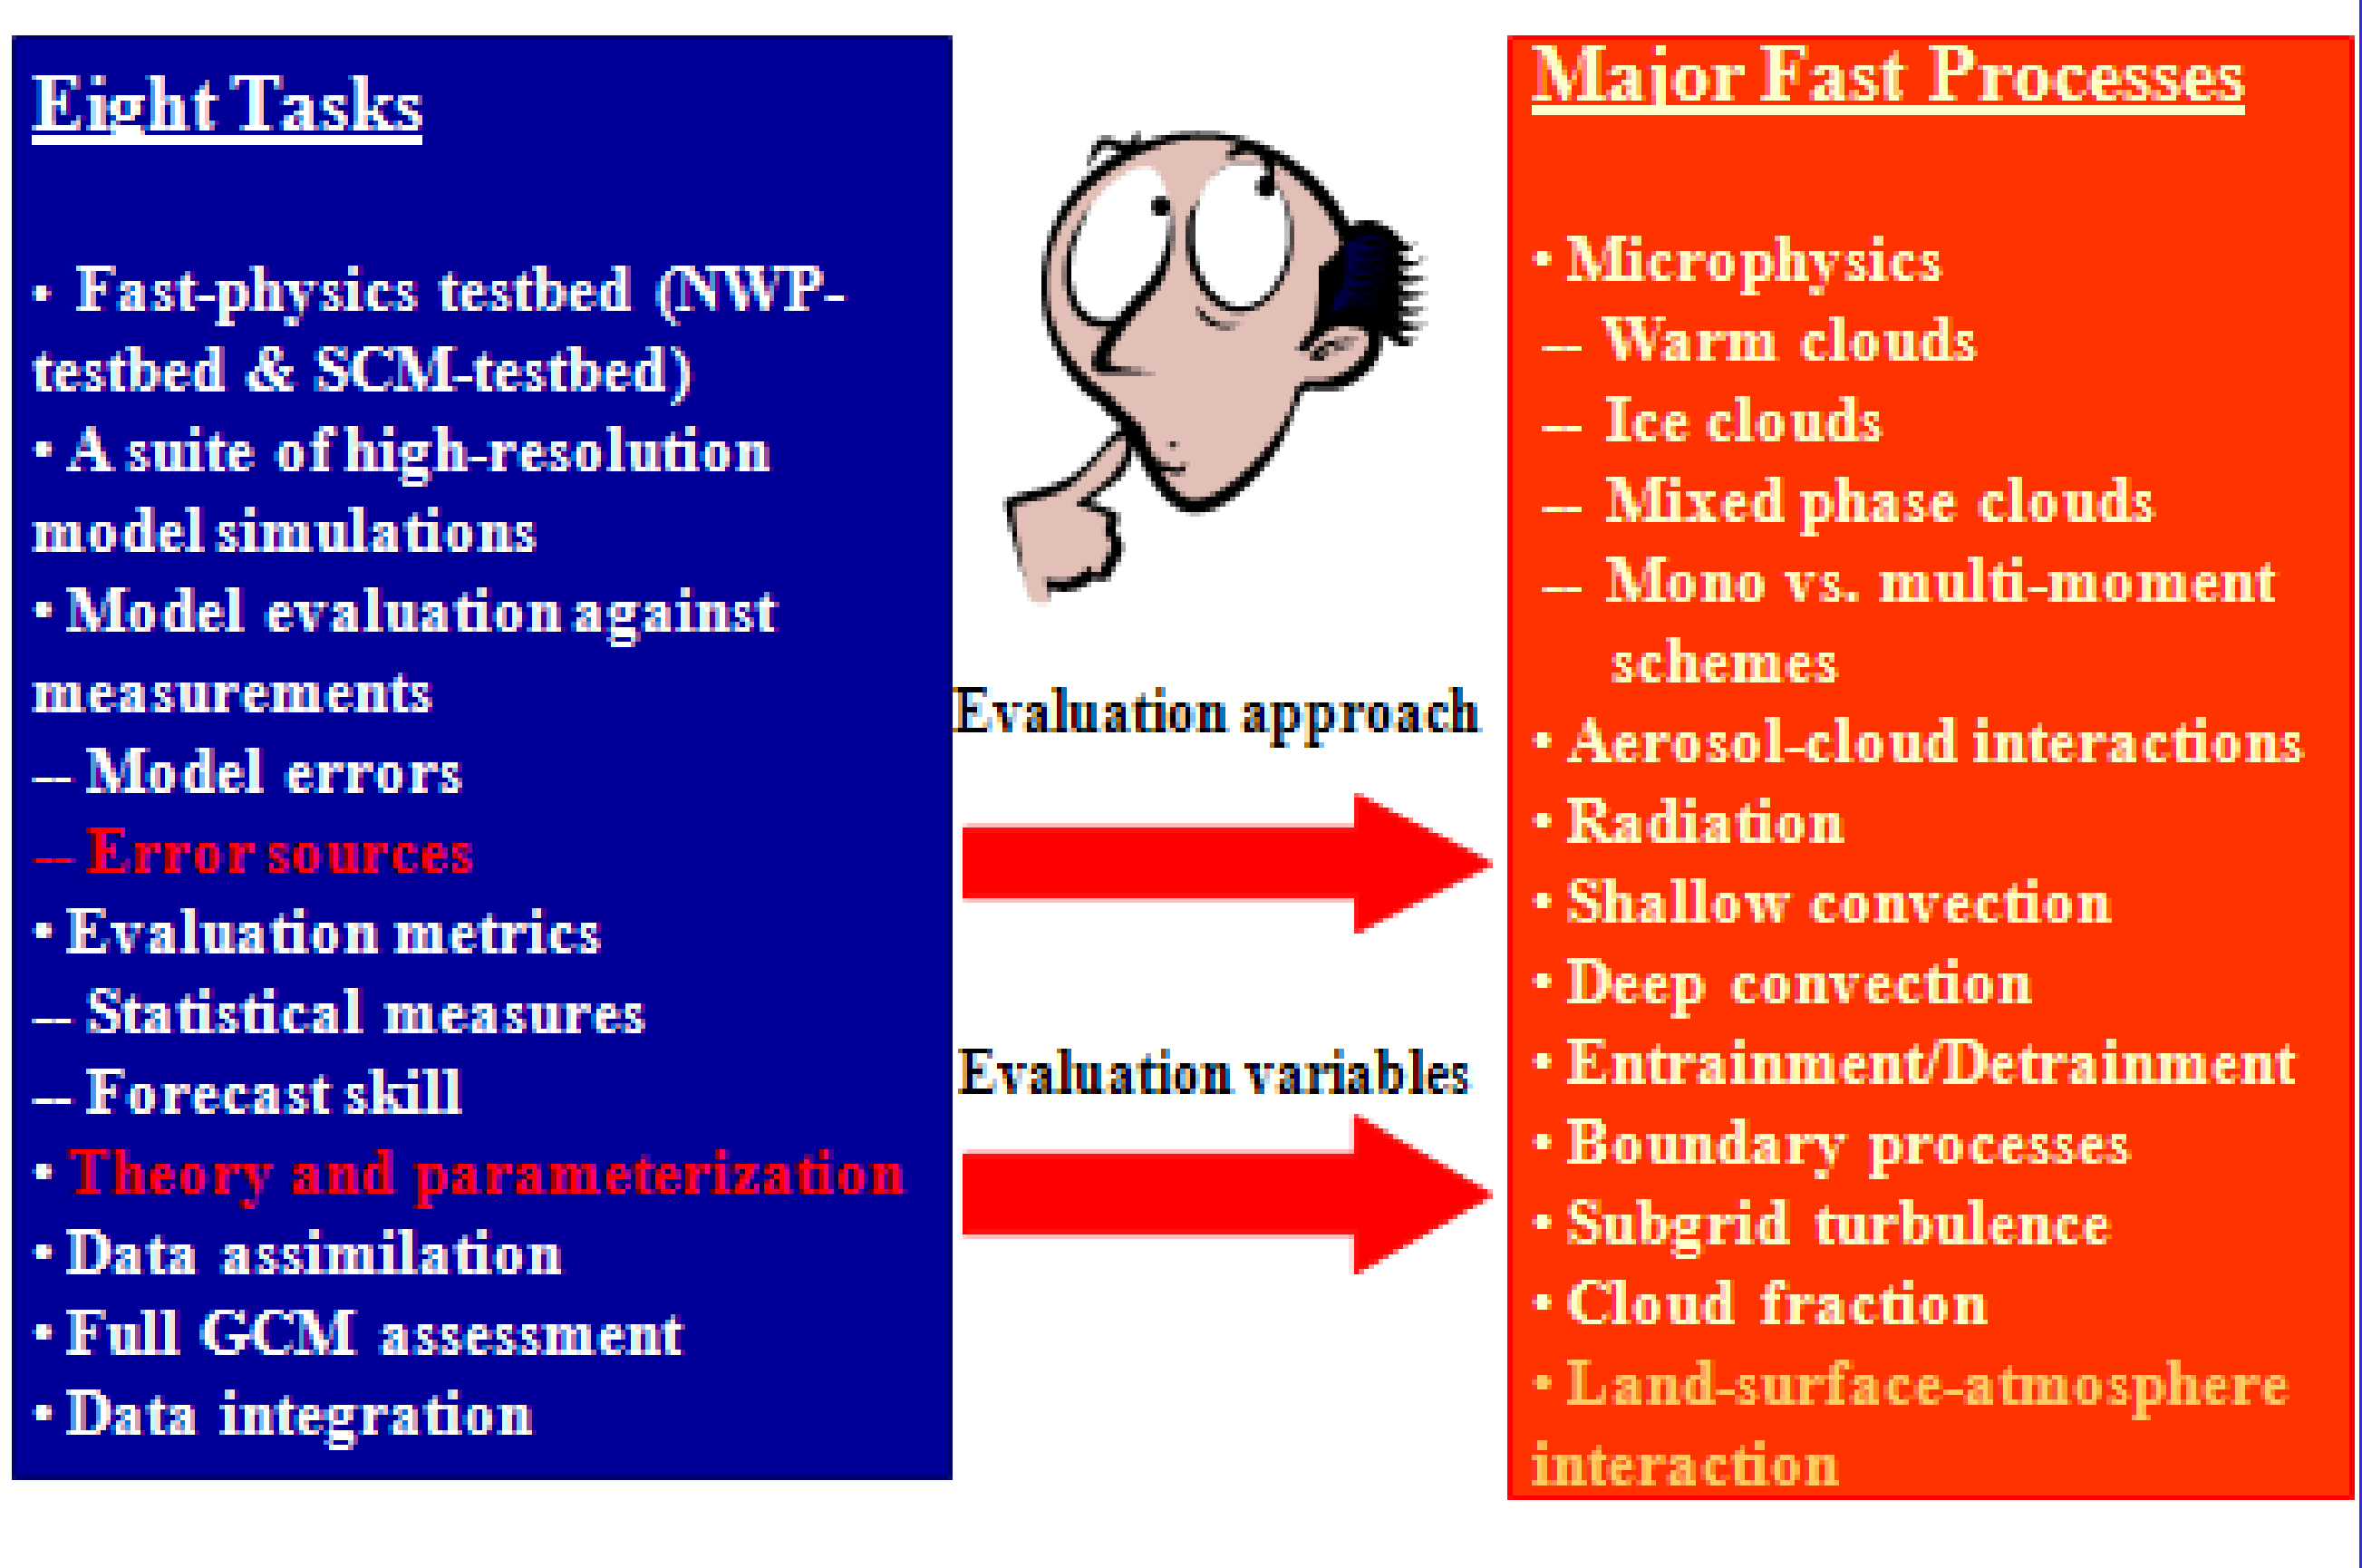 Eight Tasks
• Fast-physics testbed (NWP-
testbed & SCM-testbed)
• A suite of high-resolution
model simulations
• Model evaluation against
measurements
-- Model errors
-- Error sources
• Evaluation metrics
-- Statistical measures
-- Forecast skill
• Theory and parameterization
• Data assimilation
• Full GCM assessment
• Data integration
Evaluation approach
Evaluation variables
Major Fast Processes
• Microphysics
-- Warm clouds
-- Ice clouds
-- Mixed phase clouds
-- Mono vs. multi-moment
schemes
• Aerosol-cloud interactions
• Radiation
• Shallow convection
• Deep convection
• Entrainment/Detrainment
• Boundary processes
• Subgrid turbulence
• Cloud fraction
• Land-surface-atmosphere
interaction